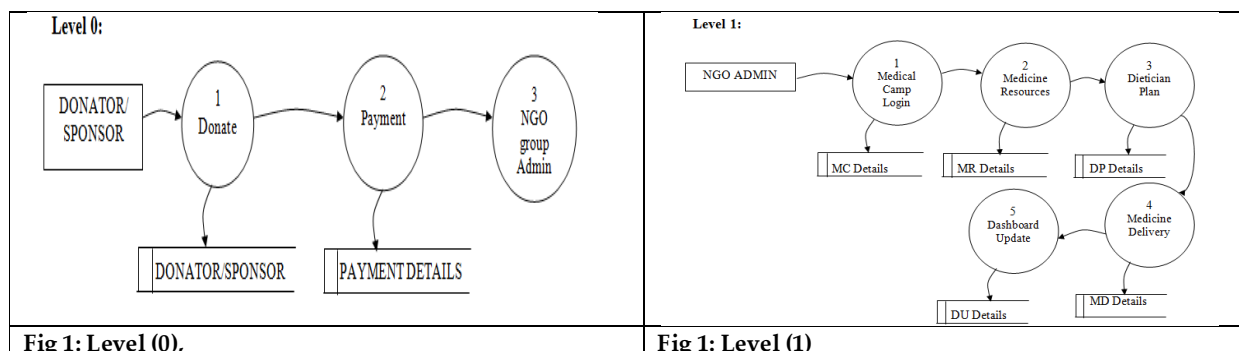 Level 0:
DONATOR/
SPONSOR
1
Donate
2
Payment
3
NGO
group
Admin
DONATOR/SPONSOR
PAYMENT DETAILS
Fig 1: Level (0),
Level 1:
NGO ADMIN
1
Medical
Camp
Login
2
Medicine
Resources
3
Dietician
Plan
MC Details
MR Details
DP Details
5
Dashboard
Update
4
Medicine
Delivery
DU Details
MD Details
Fig 1: Level (1)